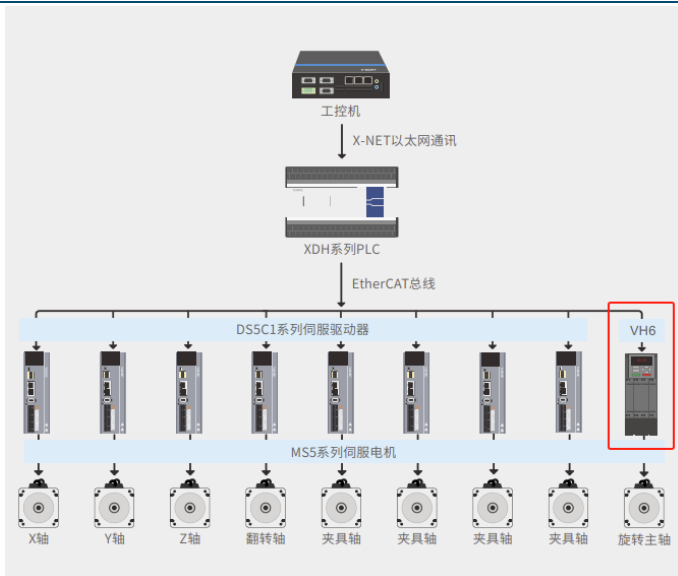 工控机
X-NET以太网通讯
XDH系列PLC
EtherCAT总线
DS5C1系列伺服驱动器
VH6
MS5系列伺服电机
X轴
Y轴
Z轴
翻转轴
夹具轴
夹具轴
夹具轴
夹具轴
旋转主轴